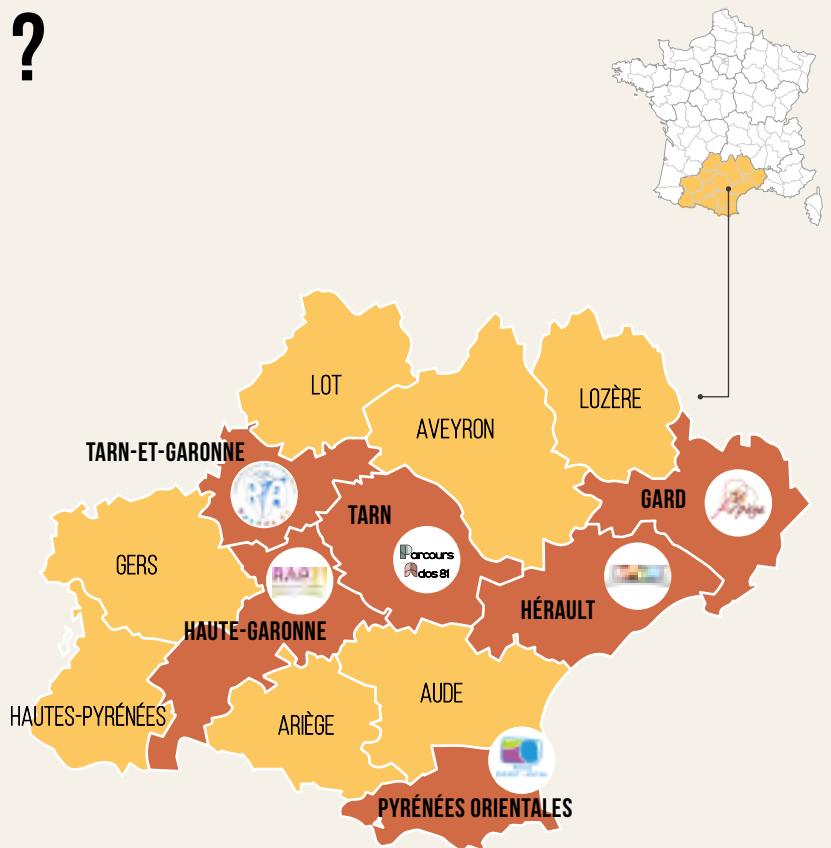 ?
LOT
AVEYRON
LOZÈRE
TARN-ET-GARONNE
TARN
GARD
Parcours
Ados 81
GERS
HÉRAULT
HAUTE-GARONNE
AUDE
HAUTES-PYRÉNÉES
ARIÈGE
PYRÉNÉES ORIENTALES